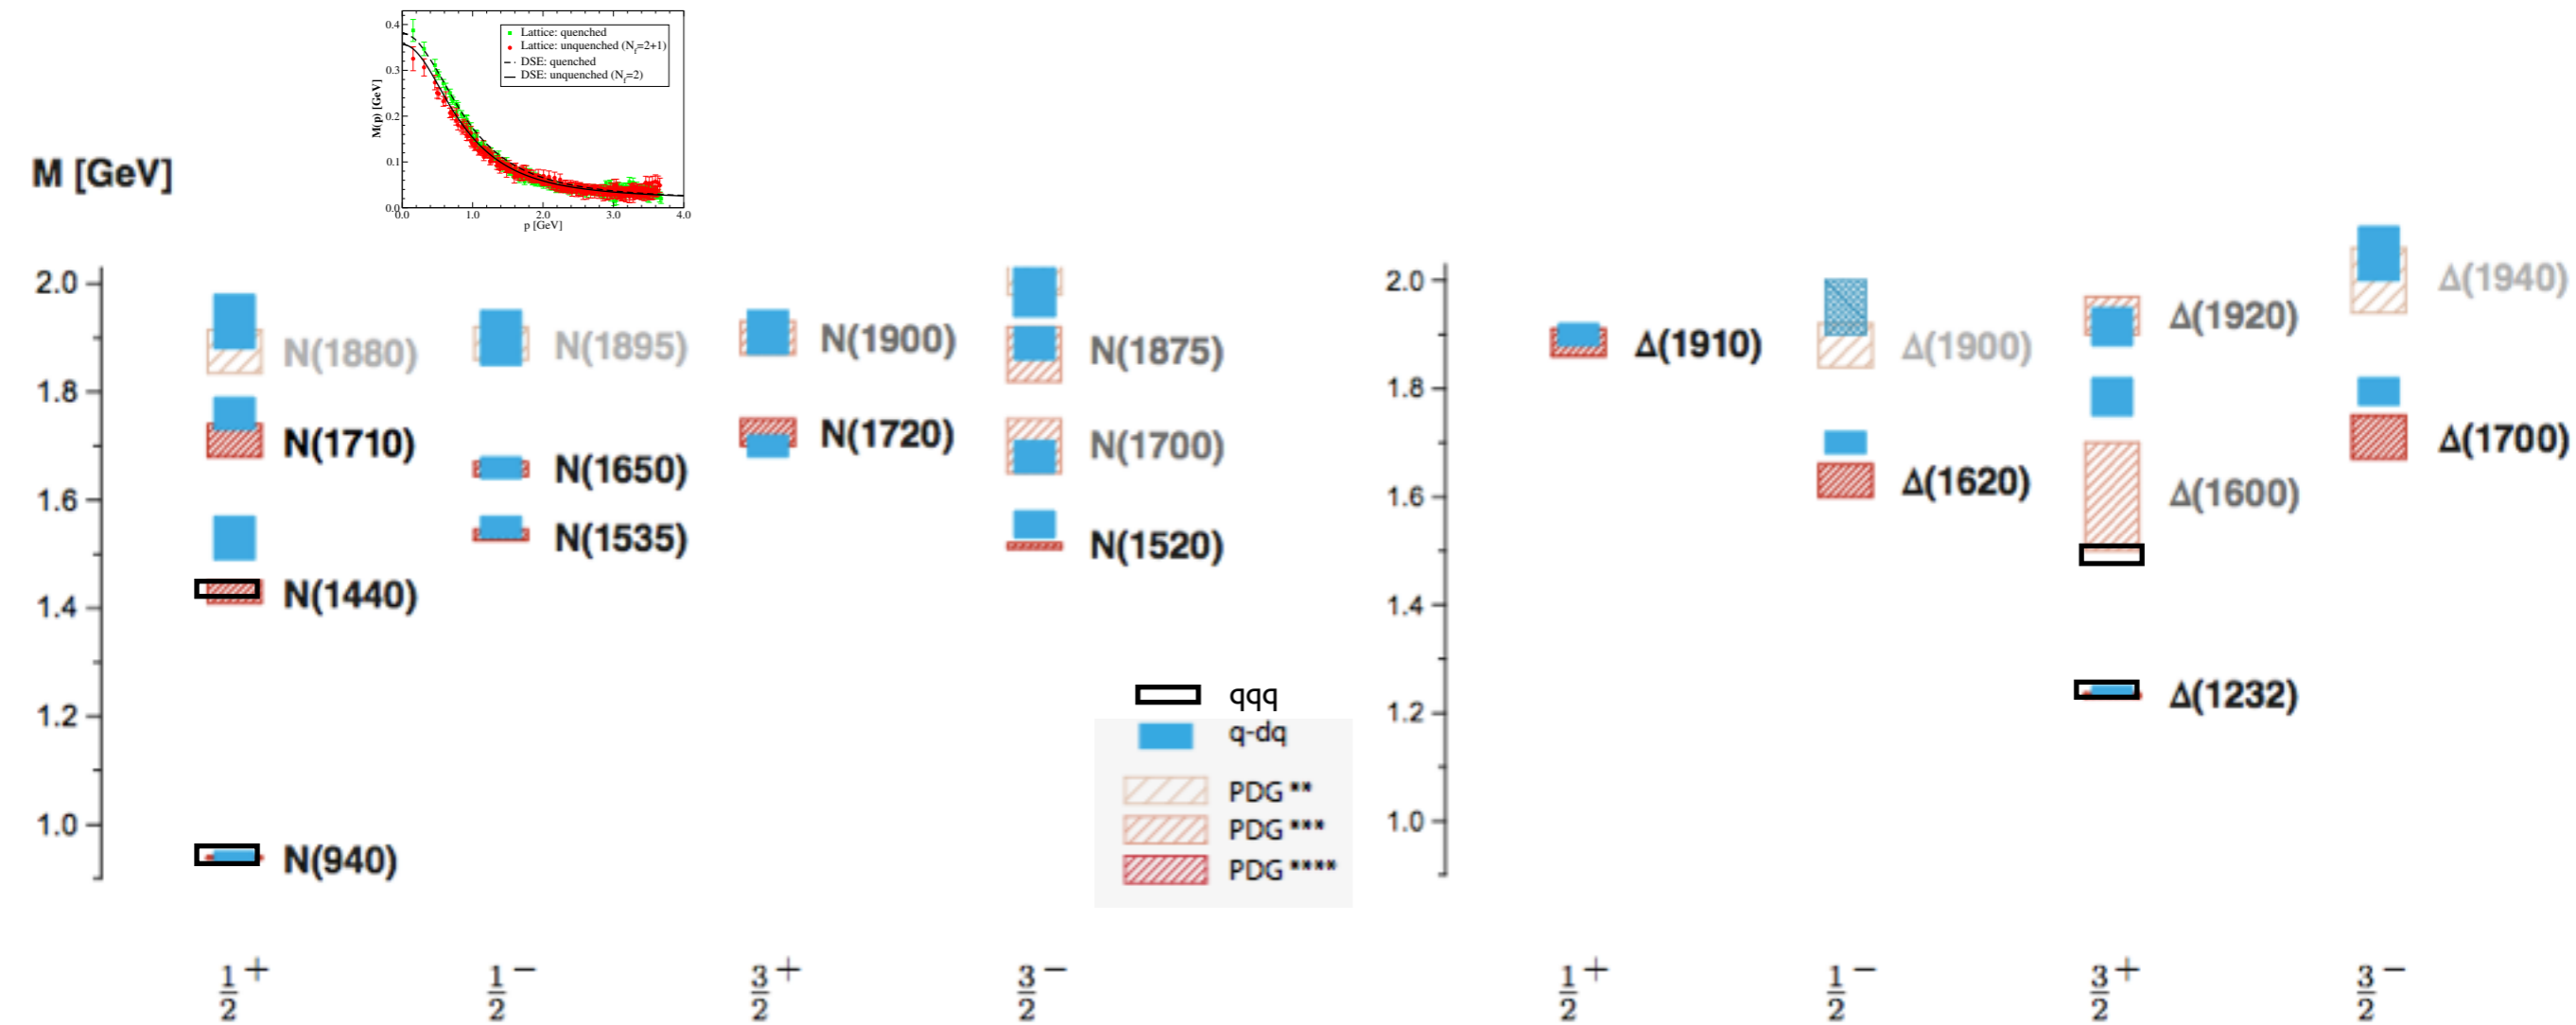 0.4
0.3
0.2
0.1
0.0
M(p) [GeV]
Lattice: quenched
Lattice: unquenched (N_f=2+1)
DSE: quenched
DSE: unquenched (N_f=2)
0.0 1.0 2.0 3.0 4.0
p [GeV]
M [GeV]
2.0
1.8
1.6
1.4
1.2
1.0
N(1880)
N(1710)
N(1440)
N(940)
N(1895)
N(1650)
N(1535)
N(1900)
N(1720)
N(1875)
N(1700)
N(1520)
qqq
q-dq
PDG **
PDG ***
PDG ****
1/2 + 1/2 − 3/2 + 3/2 −
2.0
1.8
1.6
1.4
1.2
1.0
Δ(1910)
Δ(1900)
Δ(1620)
Δ(1920)
Δ(1600)
Δ(1232)
Δ(1940)
Δ(1700)
1/2 + 1/2 − 3/2 + 3/2 −